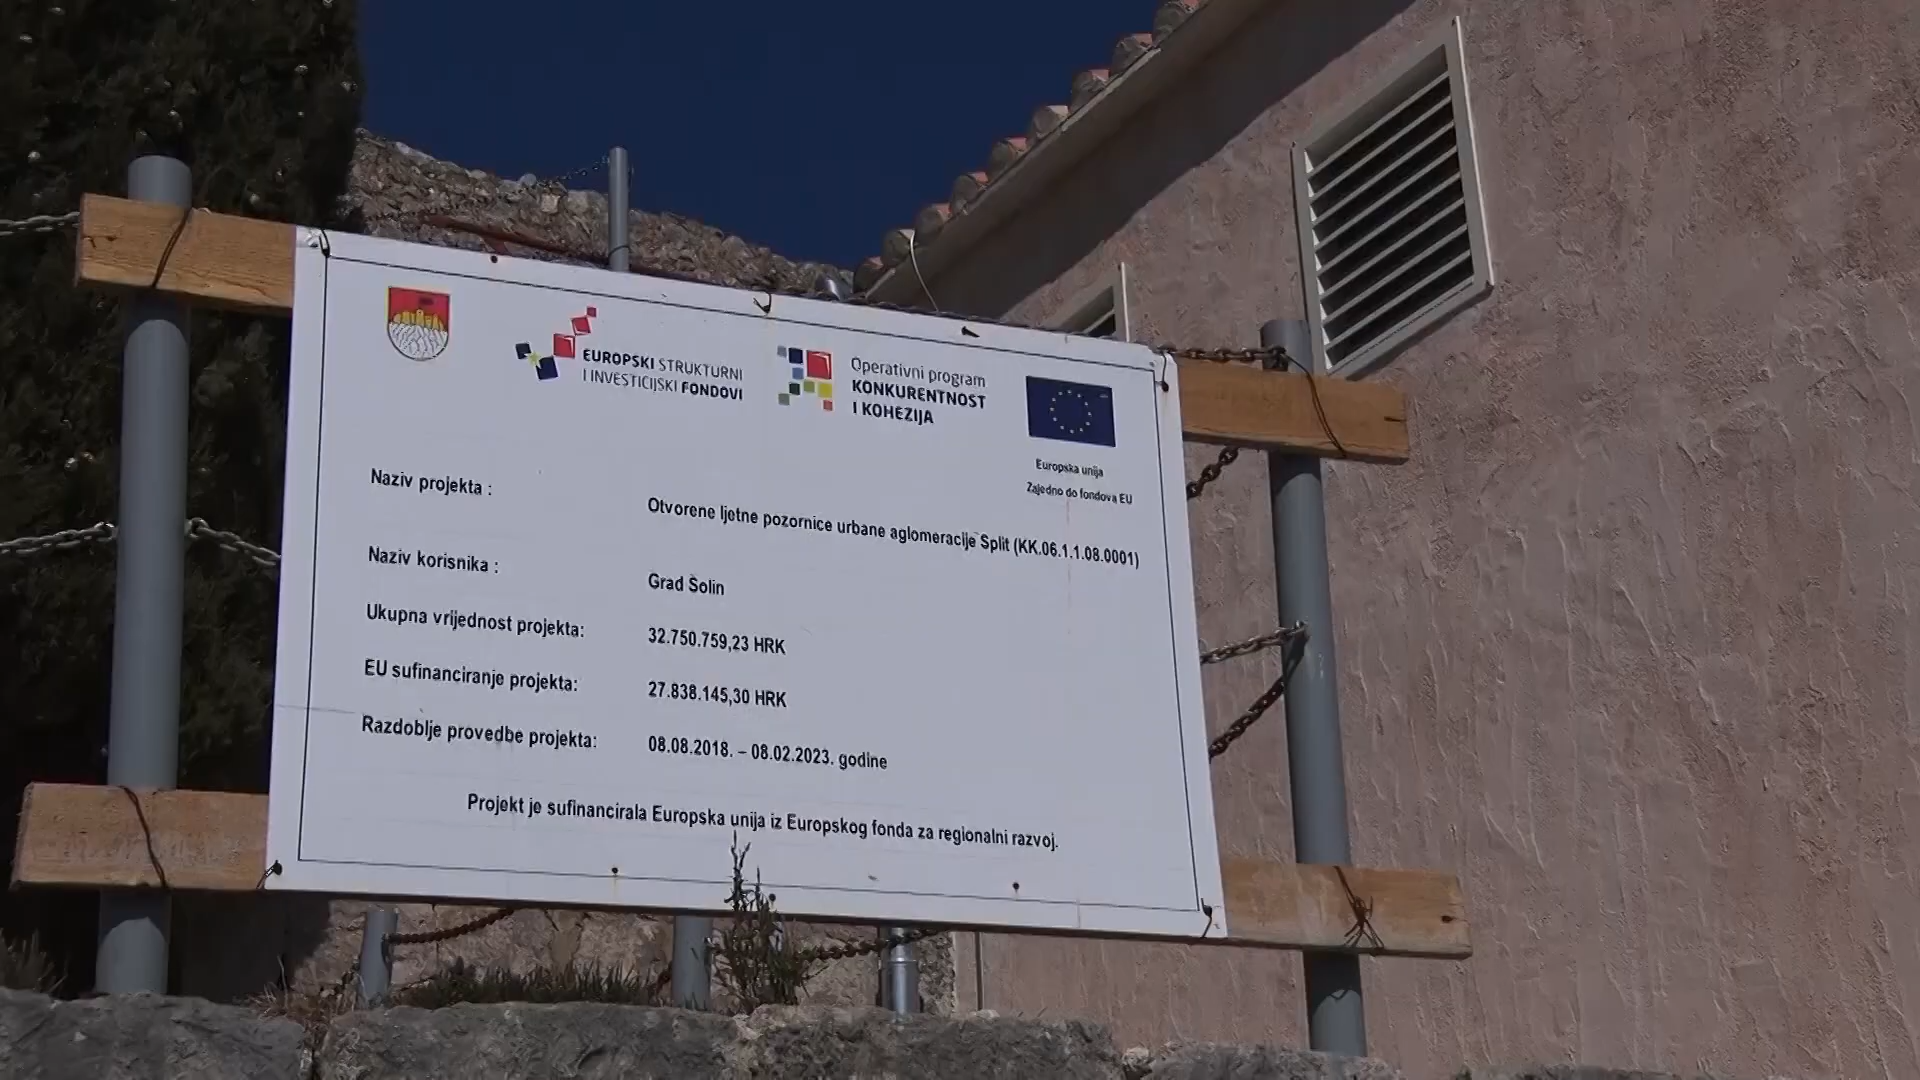 EUROPSKI STRUKTURNI
I INVESTICIJSKI FONDOVI
Operativni program
KONKURENTNOST
I KOHEZIJA
Europska unija
Zajedno do fondova EU
Naziv projekta :
Otvorene ljetne pozornice urbane aglomeracije Split (KK.06.1.1.08.0001)
Naziv korisnika :
Grad Solin
Ukupna vrijednost projekta:
32.750.759,23 HRK
EU sufinanciranje projekta:
27.838.145,30 HRK
Razdoblje provedbe projekta:
08.08.2018. – 08.02.2023. godine
Projekt je sufinancirala Europska unija iz Europskog fonda za regionalni razvoj.